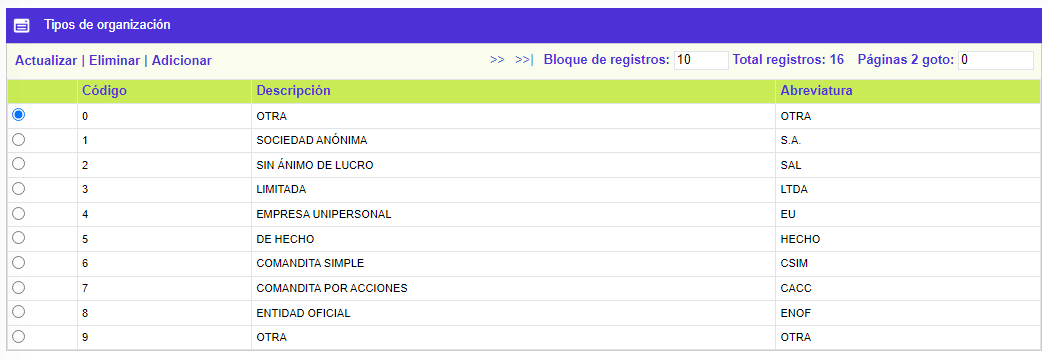 Tipos de organización
Actualizar | Eliminar | Adicionar >> >>| Bloque de registros: 10 Total registros: 16 Páginas 2 goto: 0
Código Descripción Abreviatura
0 OTRA OTRA
1 SOCIEDAD ANÓNIMA S.A.
2 SIN ÁNIMO DE LUCRO SAL
3 LIMITADA LTDA
4 EMPRESA UNIPERSONAL EU
5 DE HECHO HECHO
6 COMANDITA SIMPLE CSIM
7 COMANDITA POR ACCIONES CACC
8 ENTIDAD OFICIAL ENOF
9 OTRA OTRA